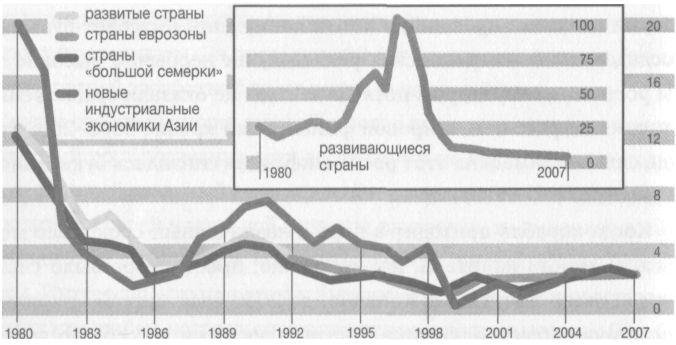 развитые страны
страны еврозоны
страны
«большой семерки»
новые
индустриальные
экономики Азии
100
75
50
25
0
развивающиеся
страны
1980
2007
20
16
12
8
4
0
1980
1983
1986
1989
1992
1995
1998
2001
2004
2007